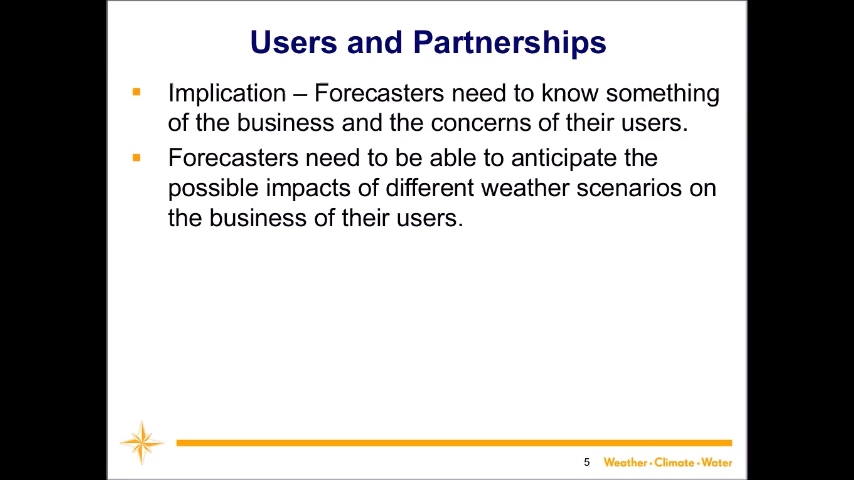 Users and Partnerships
Implication – Forecasters need to know something
of the business and the concerns of their users.
Forecasters need to be able to anticipate the
possible impacts of different weather scenarios on
the business of their users.
5
Weather • Climate • Water